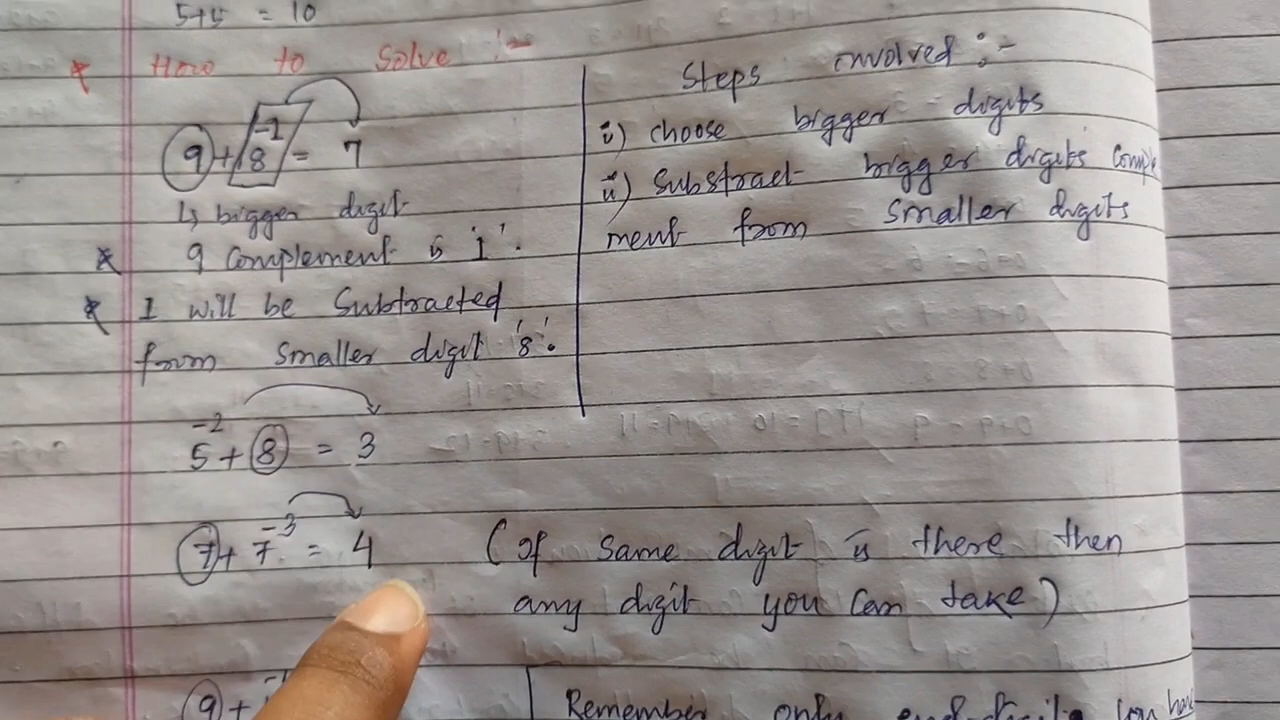 5+5 = 10
* How to Solve :-
-1
9 + 8 = 7
↳ bigger digit
* 9 complement is '1'.
* 1 will be Subtracted
from smaller digit '8'.
-2
5 + 8 = 3
-3
7 + 7 = 4
(If same digit is there then
any digit you can take)
9 +
Steps involved :-
i) choose bigger digits
ii) Substract bigger digits comple
ment from smaller digits
Remember only